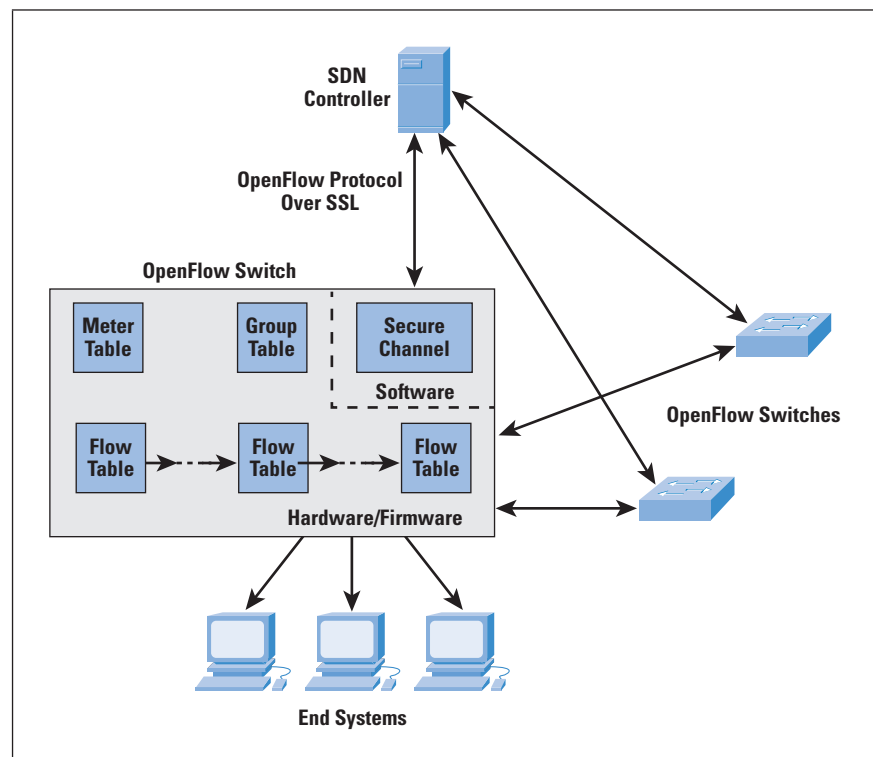 SDN
Controller
OpenFlow Protocol
Over SSL
OpenFlow Switch
Meter
Table
Group
Table
Secure
Channel
Software
OpenFlow Switches
Flow
Table
Flow
Table
Flow
Table
Hardware/Firmware
End Systems